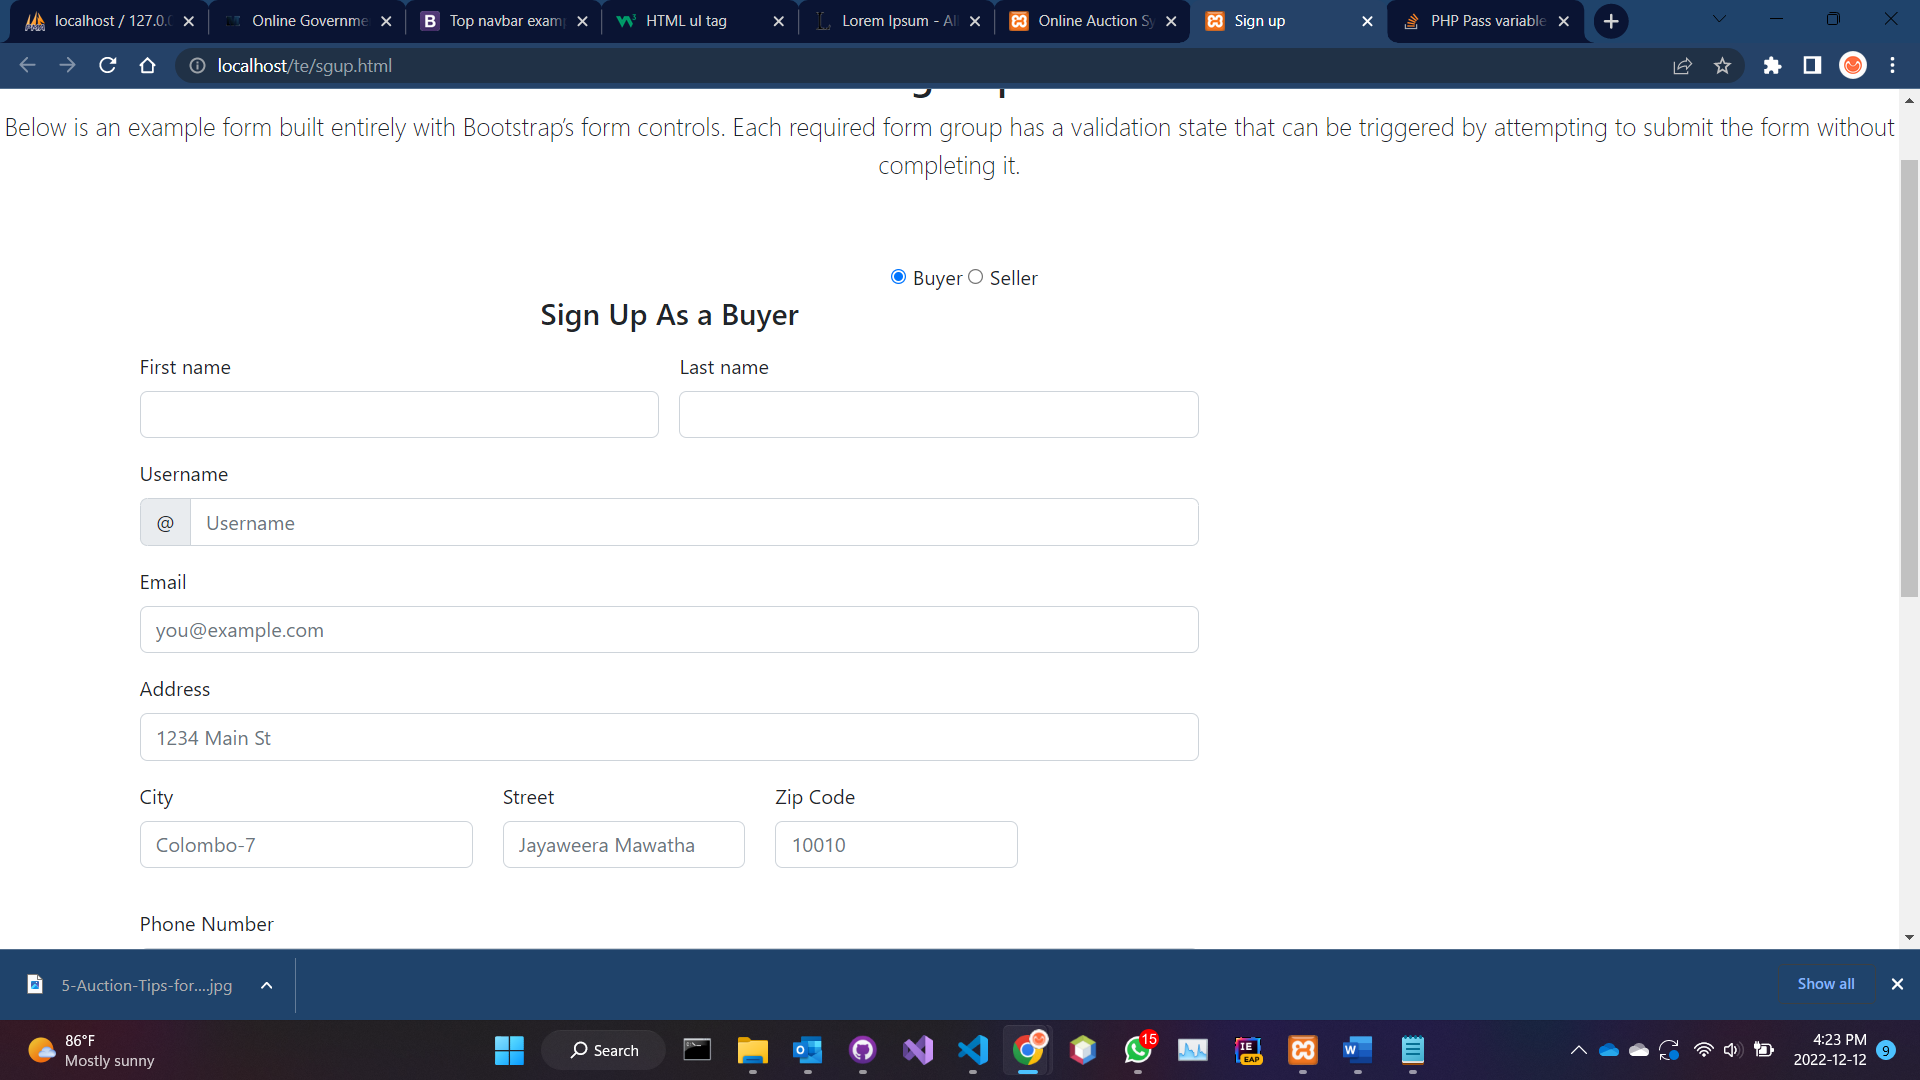 localhost / 127.0.0
Online Governme
Top navbar exam
HTML ul tag
Lorem Ipsum - Al
Online Auction Sy
Sign up
PHP Pass variable
localhost/te/sgup.html
Below is an example form built entirely with Bootstrap’s form controls. Each required form group has a validation state that can be triggered by attempting to submit the form without
completing it.
Buyer Seller
Sign Up As a Buyer
First name Last name
Username
@ Username
Email
you@example.com
Address
1234 Main St
City Street Zip Code
Colombo-7 Jayaweera Mawatha 10010
Phone Number
5-Auction-Tips-for....jpg
Show all
86°F
Mostly sunny
Search
15
4:23 PM
2022-12-12
9